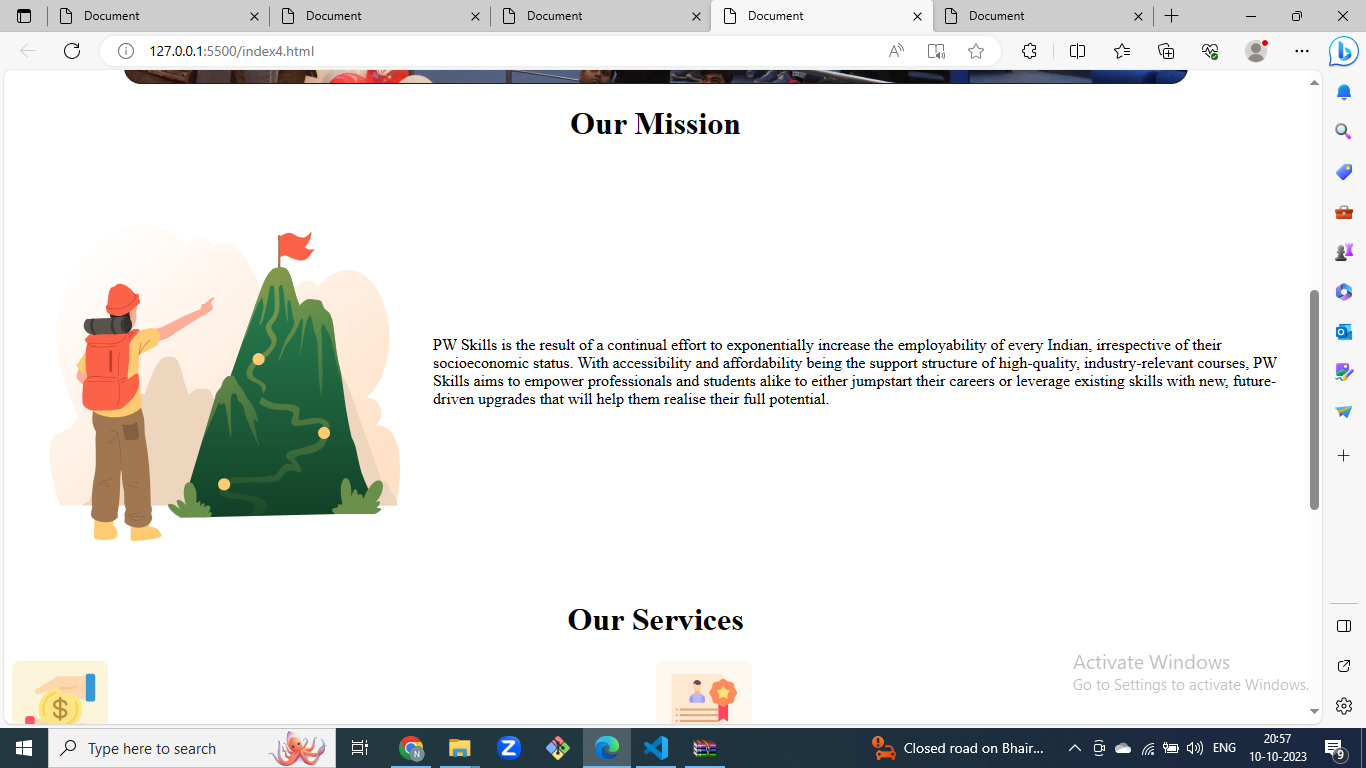 Document
Document
Document
Document
Document
127.0.0.1:5500/index4.html
Our Mission
PW Skills is the result of a continual effort to exponentially increase the employability of every Indian, irrespective of their
socioeconomic status. With accessibility and affordability being the support structure of high-quality, industry-relevant courses, PW
Skills aims to empower professionals and students alike to either jumpstart their careers or leverage existing skills with new, future-
driven upgrades that will help them realise their full potential.
Our Services
$
Activate Windows
Go to Settings to activate Windows.
Type here to search
N
Closed road on Bhair...
ENG
20:57
10-10-2023
9